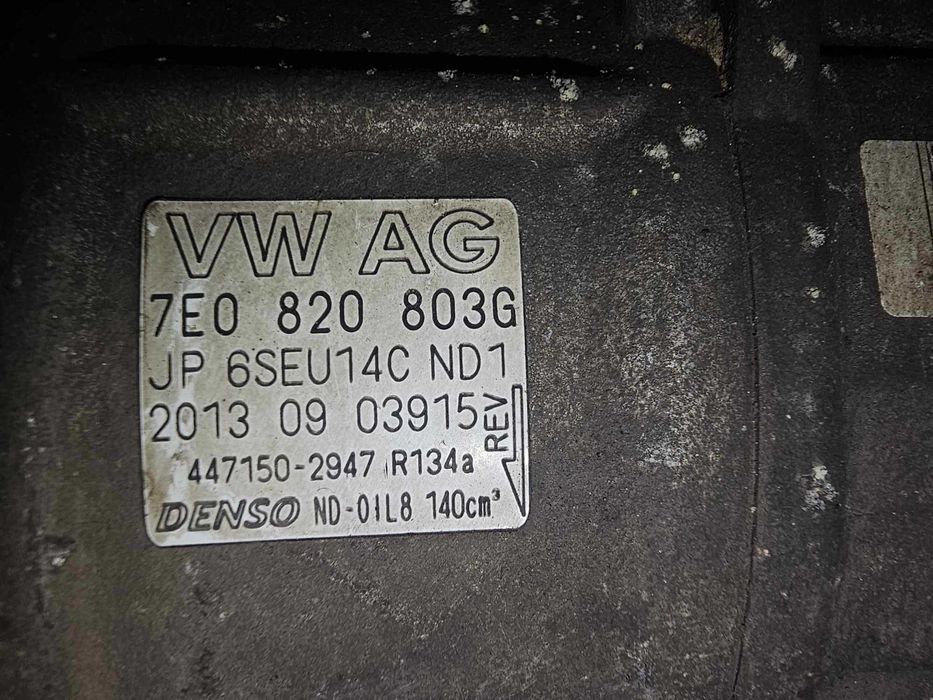 VW AG
7E0 820 803G
JP 6SEU14C ND1
2013 09 03915
REV
447150-2947 R134a
DENSO ND-OIL8 140cm³